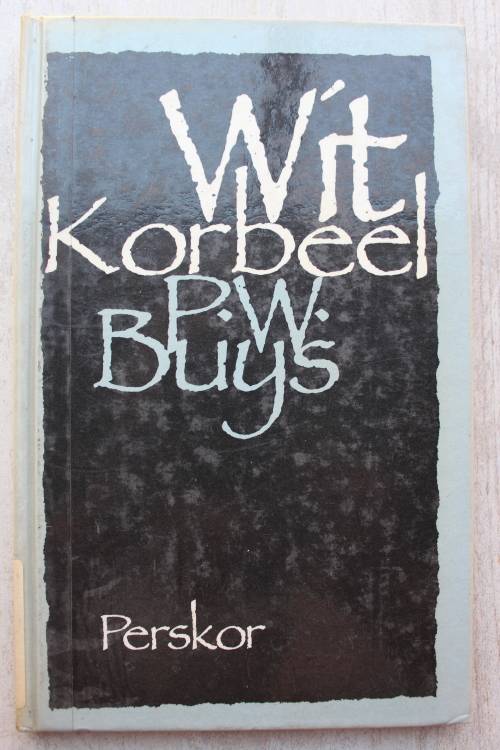 Wit
Korbeel
P.W.
Buys
Perskor